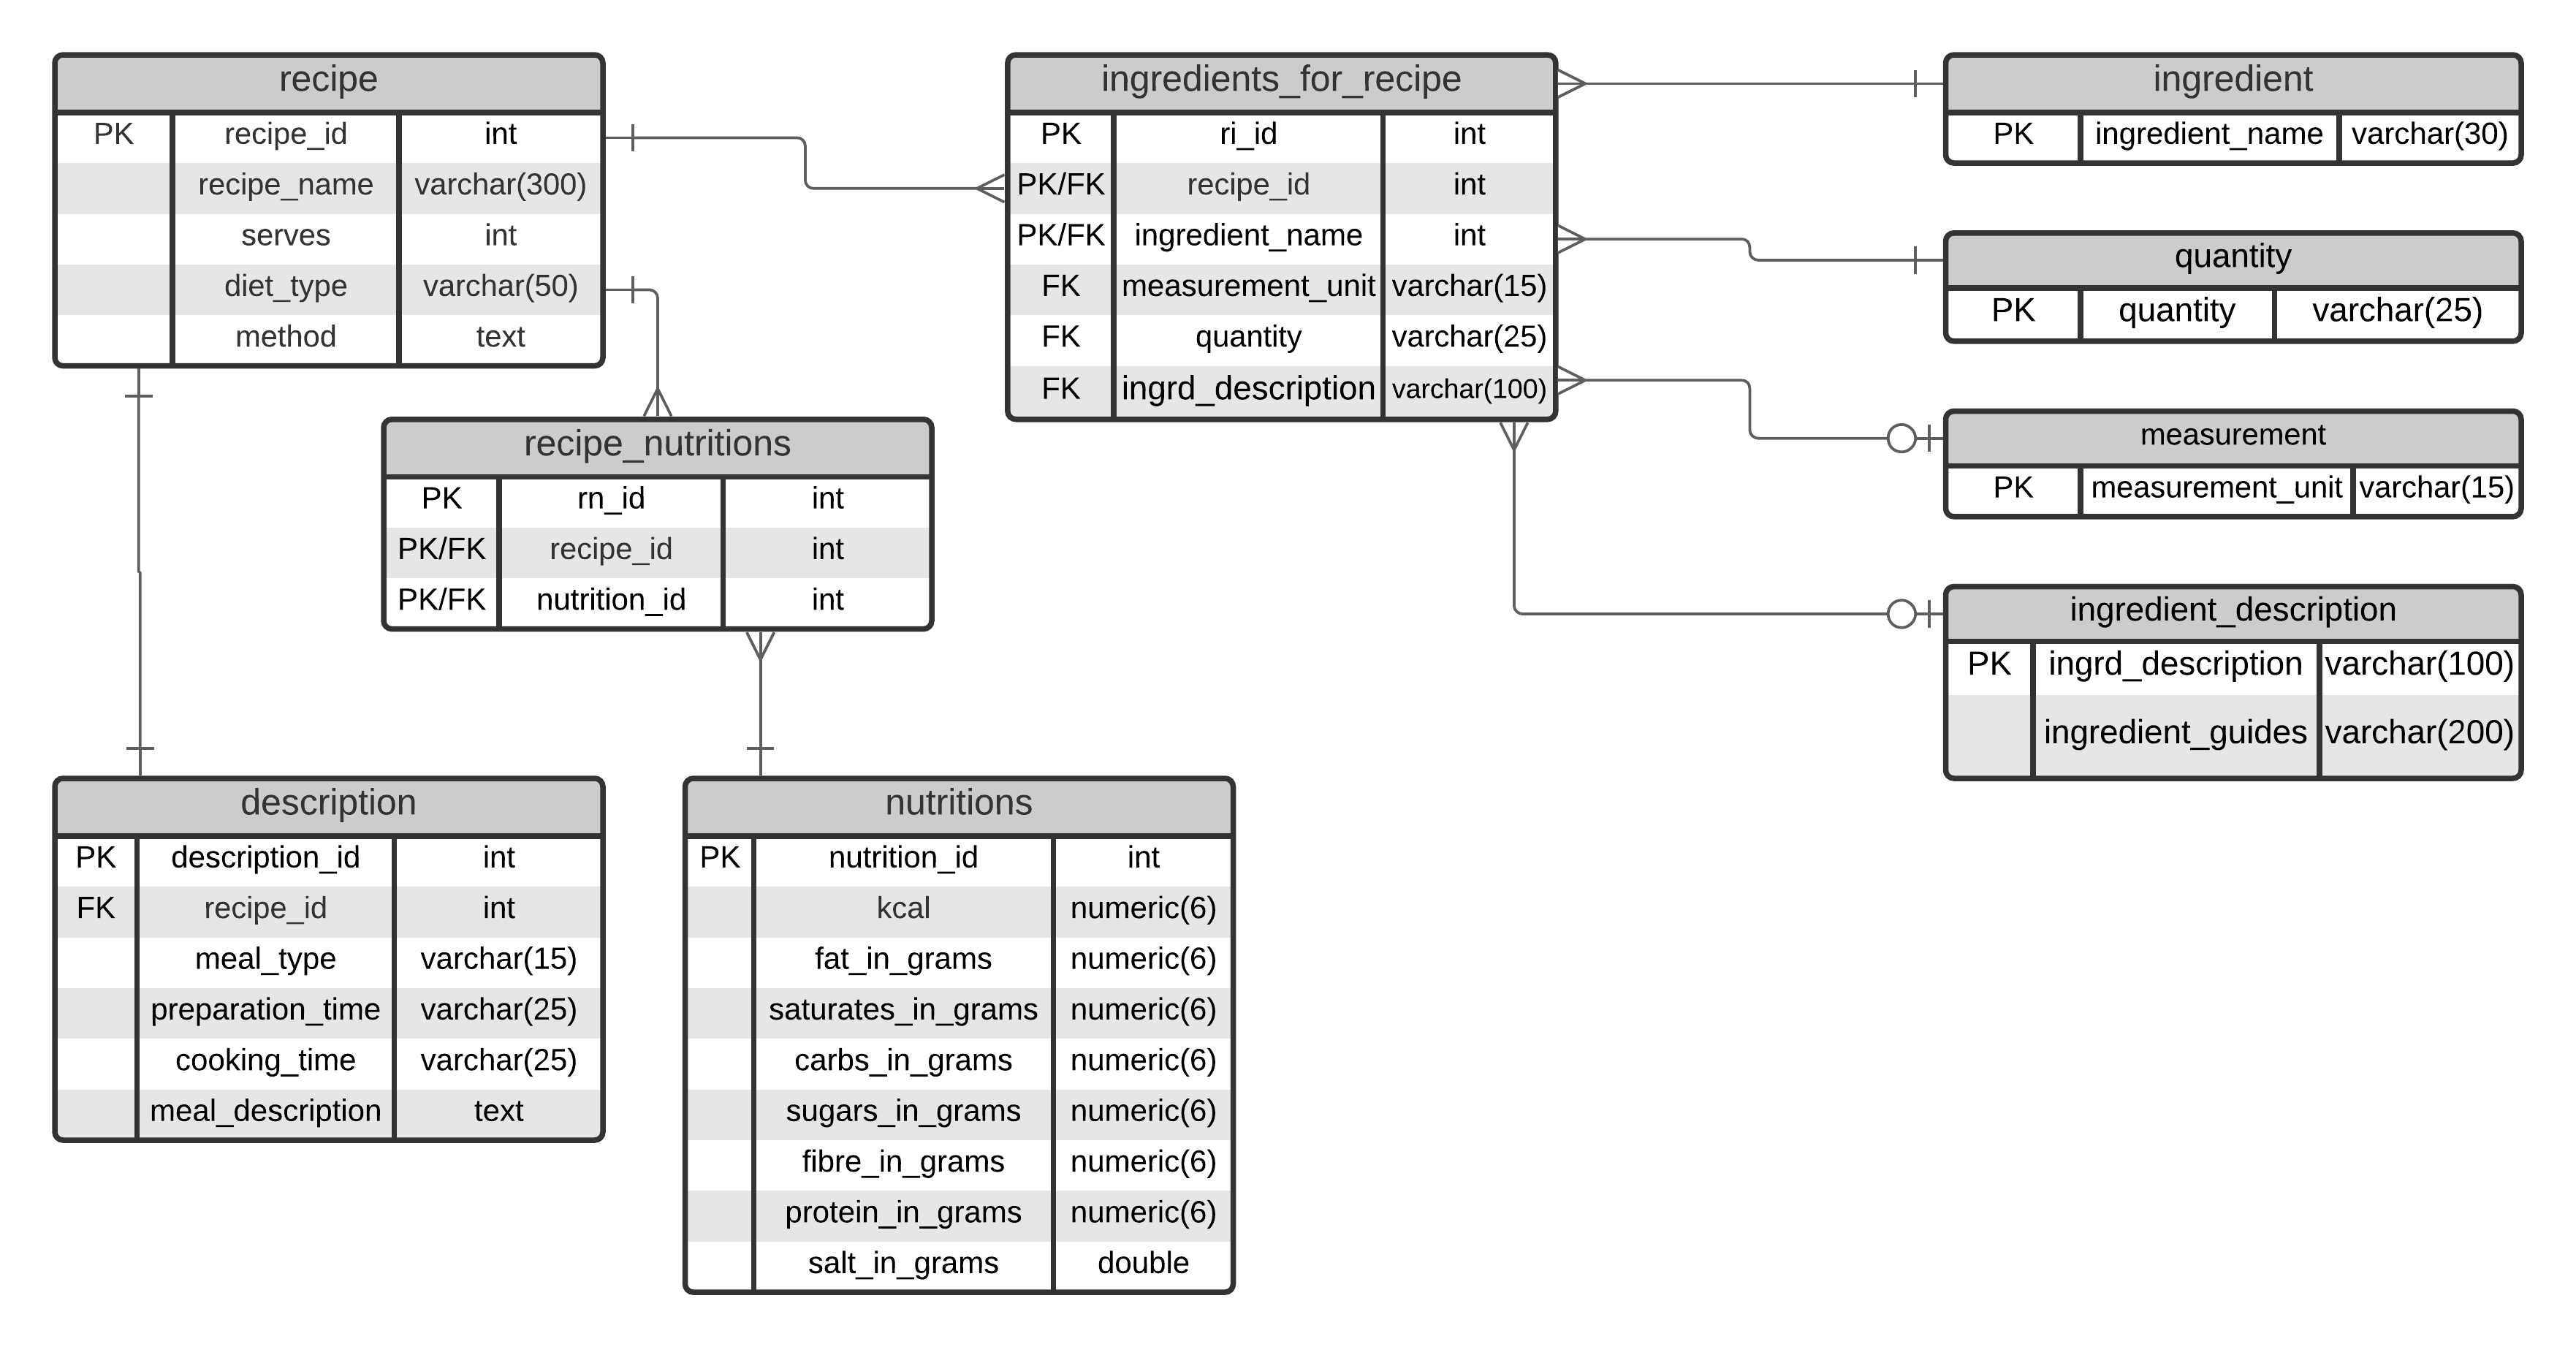 recipe
PK recipe_id int
recipe_name varchar(300)
serves int
diet_type varchar(50)
method text
ingredients_for_recipe
PK ri_id int
PK/FK recipe_id int
PK/FK ingredient_name int
FK measurement_unit varchar(15)
FK quantity varchar(25)
FK ingrd_description varchar(100)
ingredient
PK ingredient_name varchar(30)
quantity
PK quantity varchar(25)
measurement
PK measurement_unit varchar(15)
ingredient_description
PK ingrd_description varchar(100)
ingredient_guides varchar(200)
recipe_nutritions
PK rn_id int
PK/FK recipe_id int
PK/FK nutrition_id int
description
PK description_id int
FK recipe_id int
meal_type varchar(15)
preparation_time varchar(25)
cooking_time varchar(25)
meal_description text
nutritions
PK nutrition_id int
kcal numeric(6)
fat_in_grams numeric(6)
saturates_in_grams numeric(6)
carbs_in_grams numeric(6)
sugars_in_grams numeric(6)
fibre_in_grams numeric(6)
protein_in_grams numeric(6)
salt_in_grams double